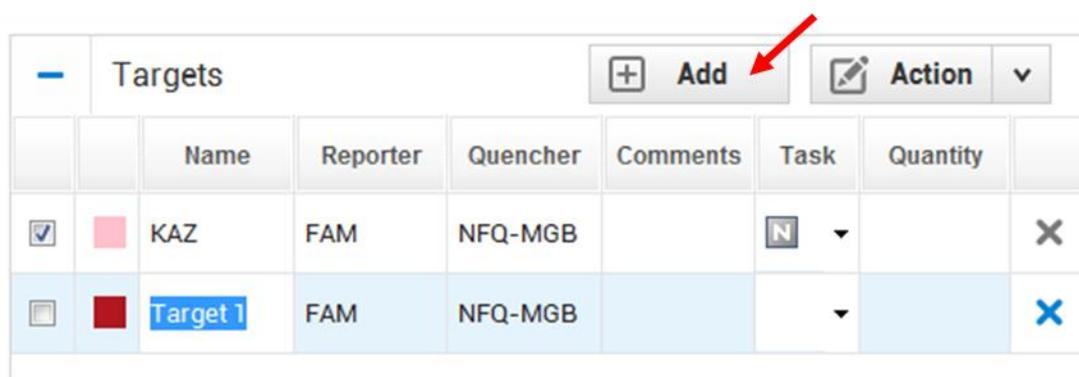 Targets Add Action
Name Reporter Quencher Comments Task Quantity
KAZ FAM NFQ-MGB N
Target 1 FAM NFQ-MGB